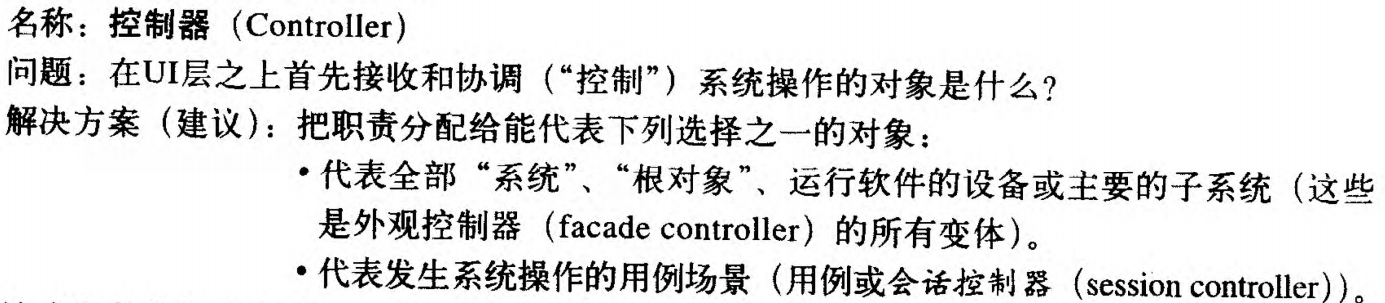 名称：控制器（Controller）
问题：在UI层之上首先接收和协调（“控制”）系统操作的对象是什么？
解决方案（建议）：把职责分配给能代表下列选择之一的对象：
•代表全部“系统”、“根对象”、运行软件的设备或主要的子系统（这些
是外观控制器（facade controller）的所有变体）。
•代表发生系统操作的用例场景（用例或会话控制器（session controller））。